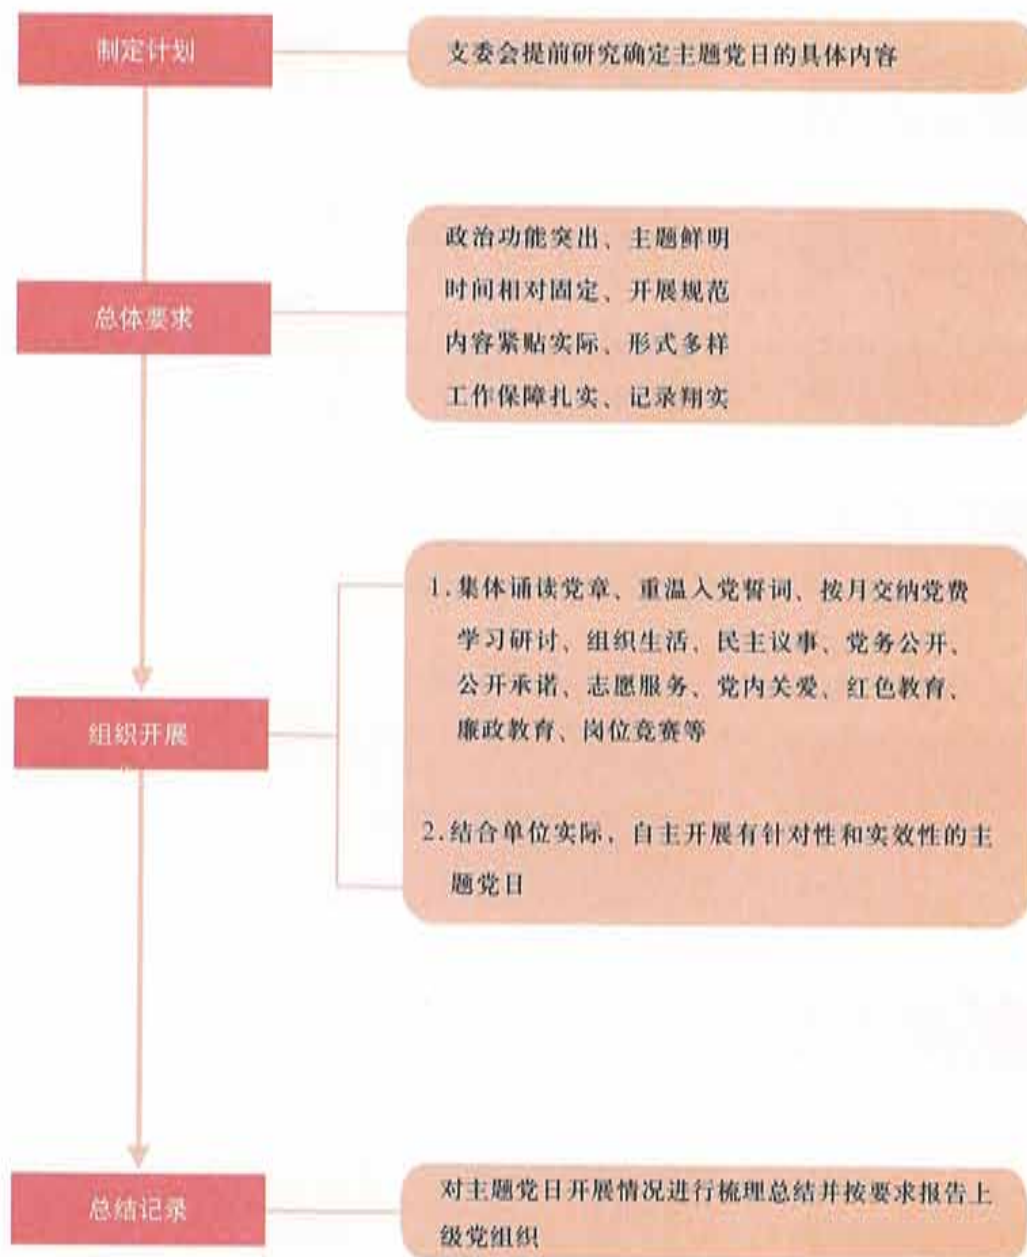 制定计划
支委会提前研究确定主题党日的具体内容
总体要求
政治功能突出、主题鲜明
时间相对固定、开展规范
内容紧贴实际、形式多样
工作保障扎实、记录翔实
组织开展
1.集体诵读党章、重温入党誓词、按月交纳党费
学习研讨、组织生活、民主议事、党务公开、
公开承诺、志愿服务、党内关爱、红色教育、
廉政教育、岗位竞赛等
2.结合单位实际、自主开展有针对性和实效性的主
题党日
总结记录
对主题党日开展情况进行梳理总结并按要求报告上
级党组织